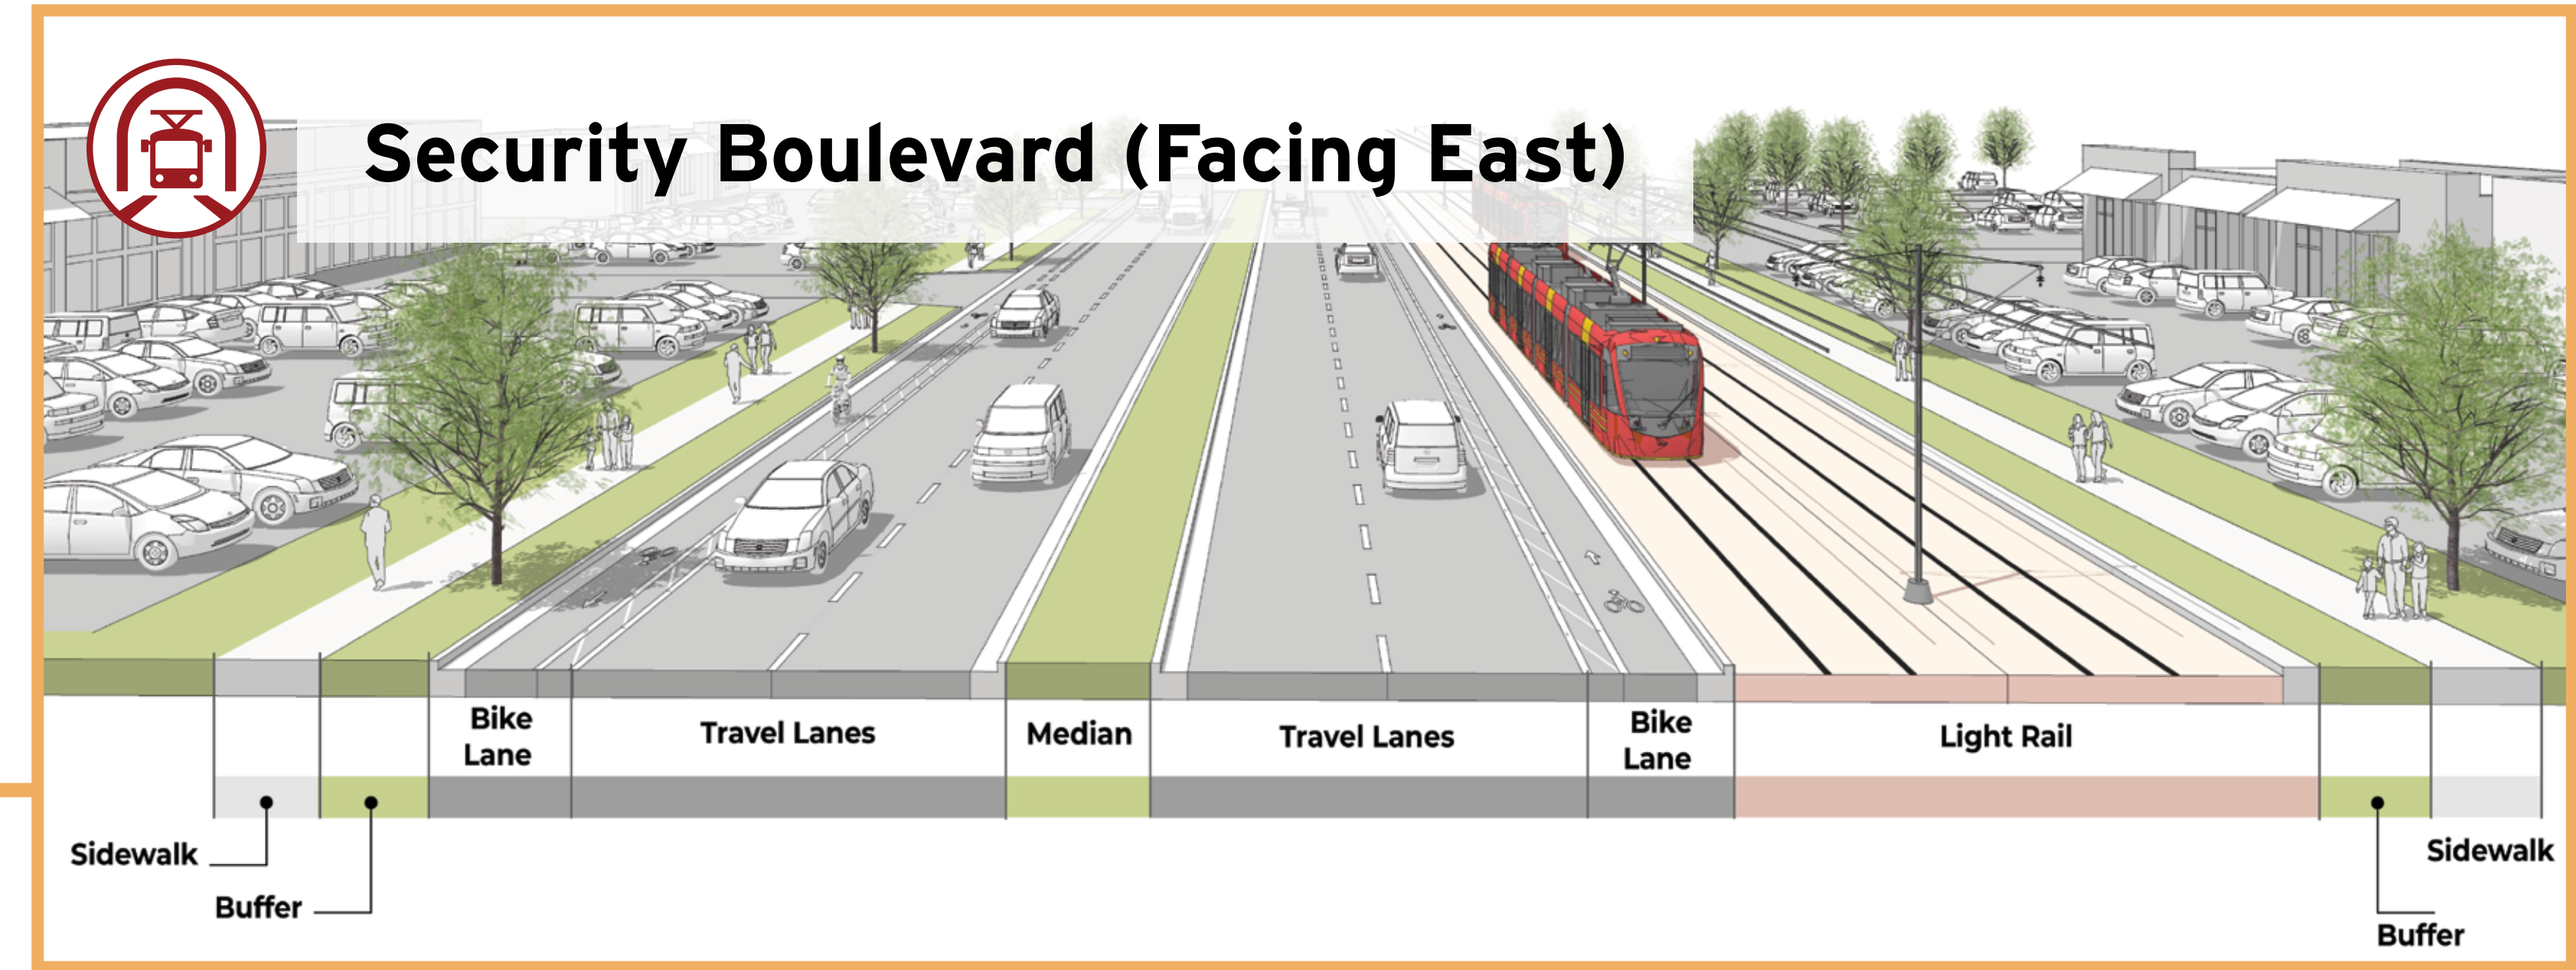 Security Boulevard (Facing East)
Bike
Lane
Travel Lanes
Median
Travel Lanes
Bike
Lane
Light Rail
Sidewalk
Buffer
Sidewalk
Buffer